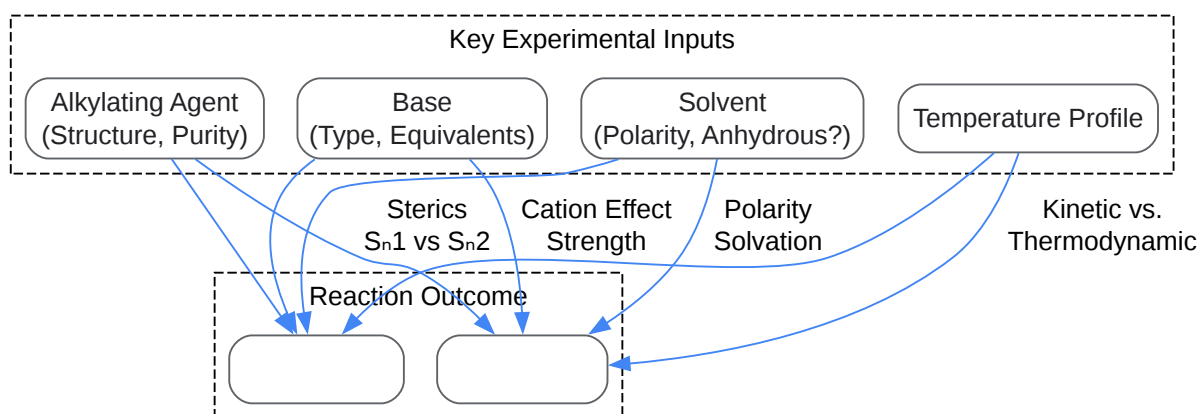 Key Experimental Inputs
Alkylating Agent
(Structure, Purity)
Base
(Type, Equivalents)
Solvent
(Polarity, Anhydrous?)
Temperature Profile
Sterics
Sₙ1 vs Sₙ2
Cation Effect
Strength
Polarity
Solvation
Kinetic vs.
Thermodynamic
Reaction Outcome